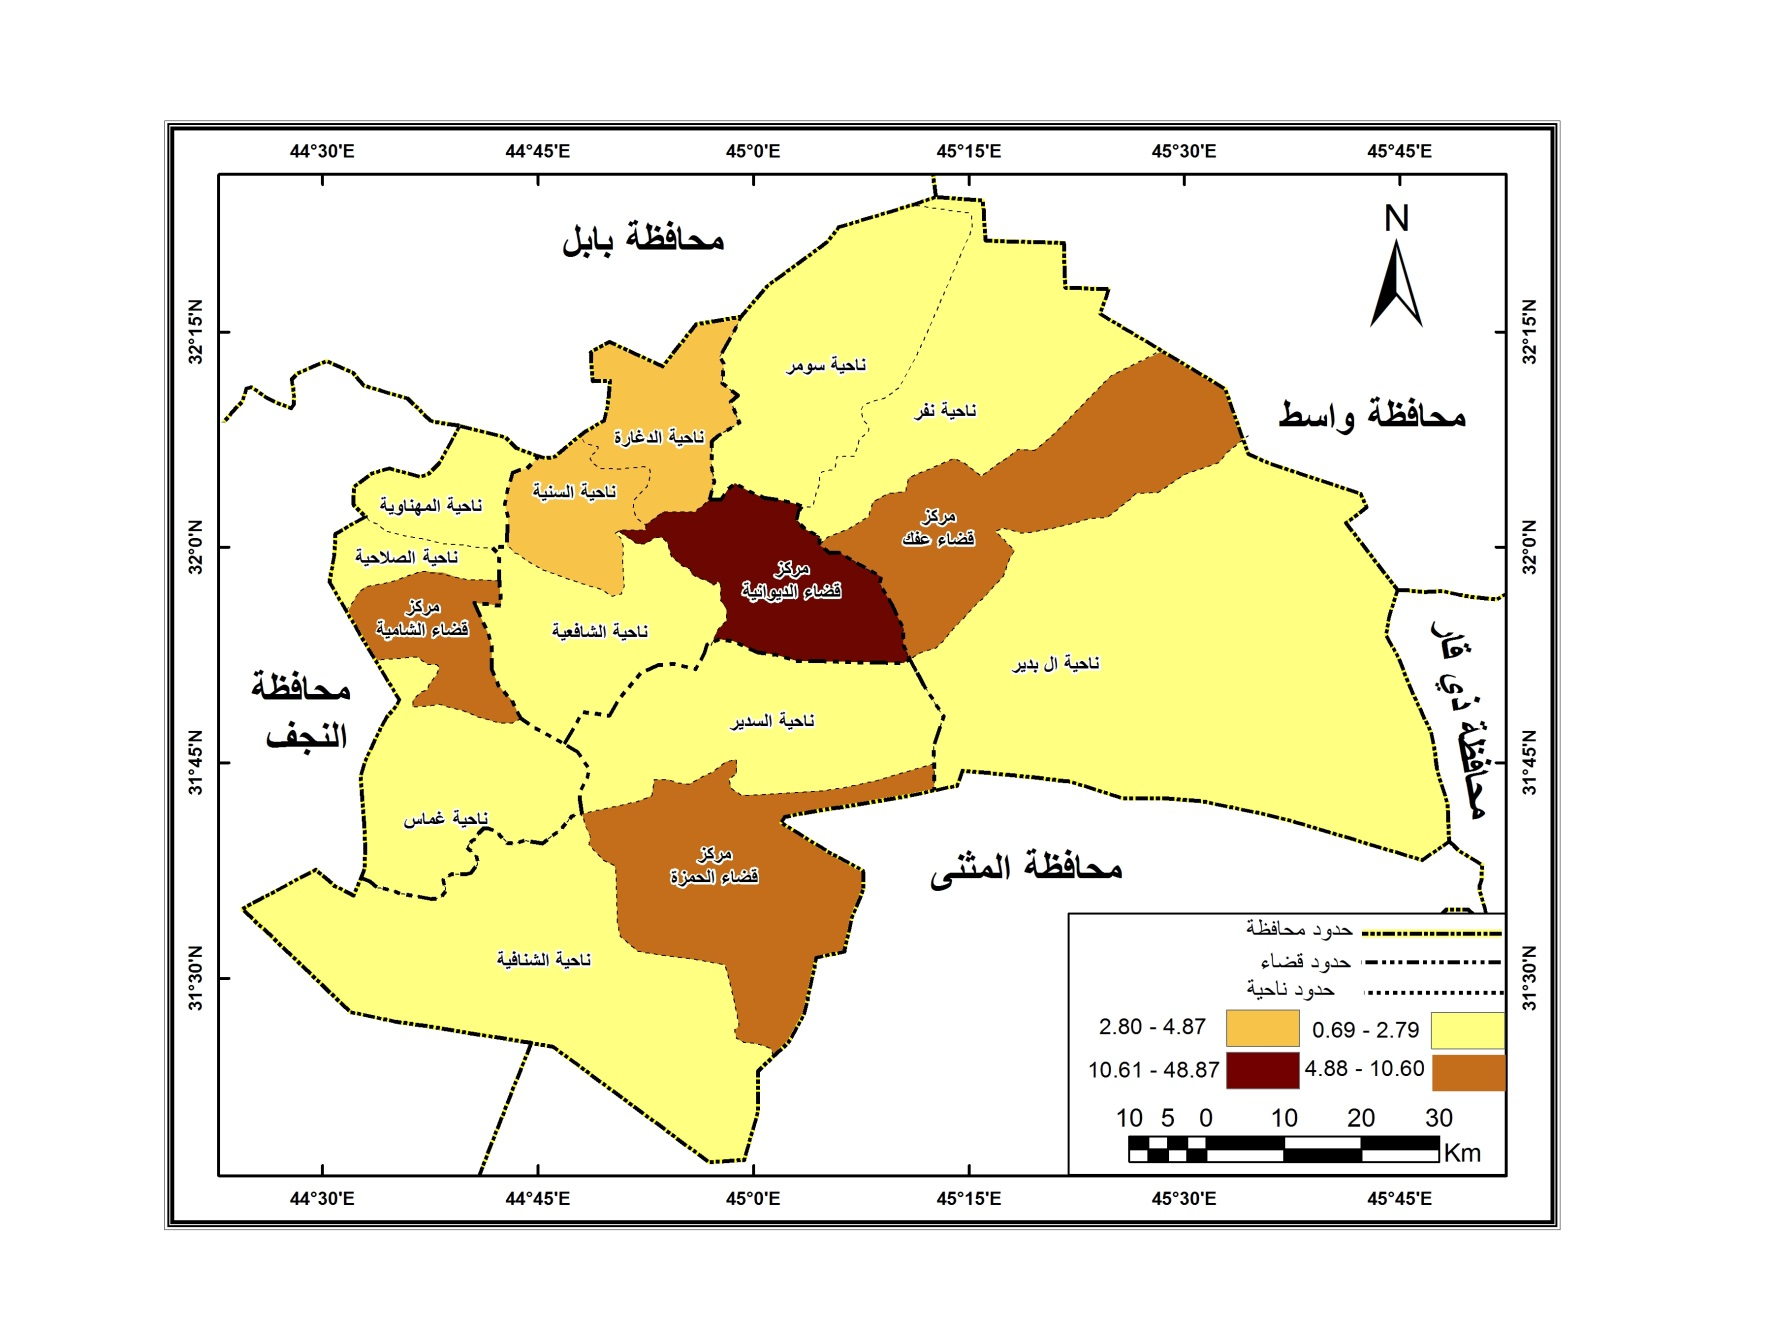 44°30'E 44°45'E 45°0'E 45°15'E 45°30'E 45°45'E
N
محافظة بابل
32°15'N 32°15'N
ناحية سومر
ناحية نفر
محافظة واسط
ناحية الدغارة
ناحية السنية
ناحية المهناوية
مركز
قضاء عفك
32°0'N 32°0'N
ناحية الصلاحية
مركز
قضاء الديوانية
مركز
قضاء الشامية
ناحية الشافعية
ناحية ال بدير
محافظة ذي قار
محافظة
النجف
ناحية السدير
31°45'N 31°45'N
ناحية غماس
مركز
قضاء الحمزة
محافظة المثنى
ناحية الشنافية
31°30'N 31°30'N
حدود محافظة
حدود قضاء
حدود ناحية
2.80 - 4.87 0.69 - 2.79
10.61 - 48.87 4.88 - 10.60
10 5 0 10 20 30
Km
44°30'E 44°45'E 45°0'E 45°15'E 45°30'E 45°45'E